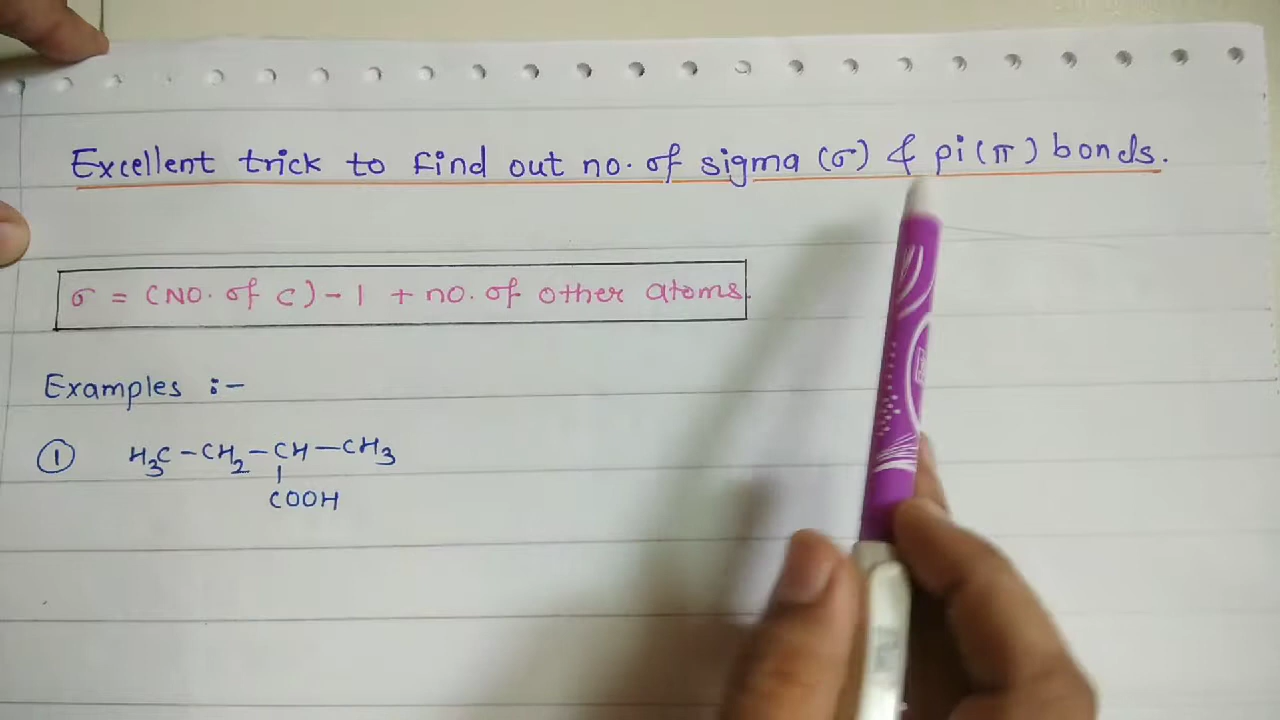 Excellent trick to find out no. of sigma (σ) & pi (π) bonds.
σ = (No. of C) - 1 + no. of other atoms.
Examples :-
① H₃C - CH₂ - CH - CH₃
|
COOH